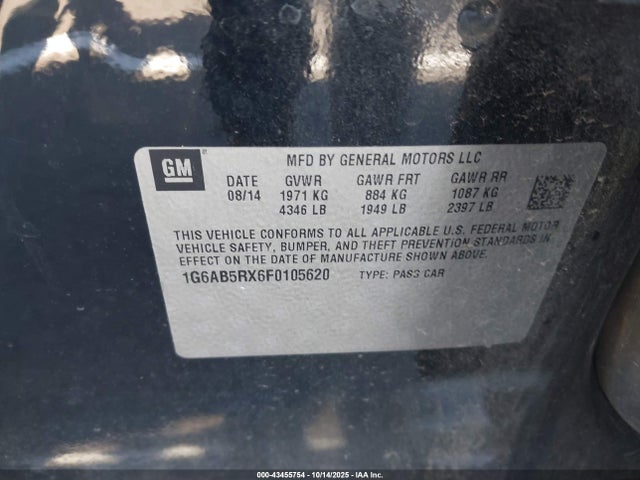 GM
MFD BY GENERAL MOTORS LLC
DATE GVWR GAWR FRT GAWR RR
08/14 1971 KG 884 KG 1087 KG
4346 LB 1949 LB 2397 LB
THIS VEHICLE CONFORMS TO ALL APPLICABLE U.S. FEDERAL MOTOR
VEHICLE SAFETY, BUMPER, AND THEFT PREVENTION STANDARDS IN
EFFECT ON THE DATE OF MANUFACTURE SHOWN ABOVE.
1G6AB5RX6F0105620 TYPE: PASS CAR
000-43455754 | 10/14/2025 | IAA Inc.